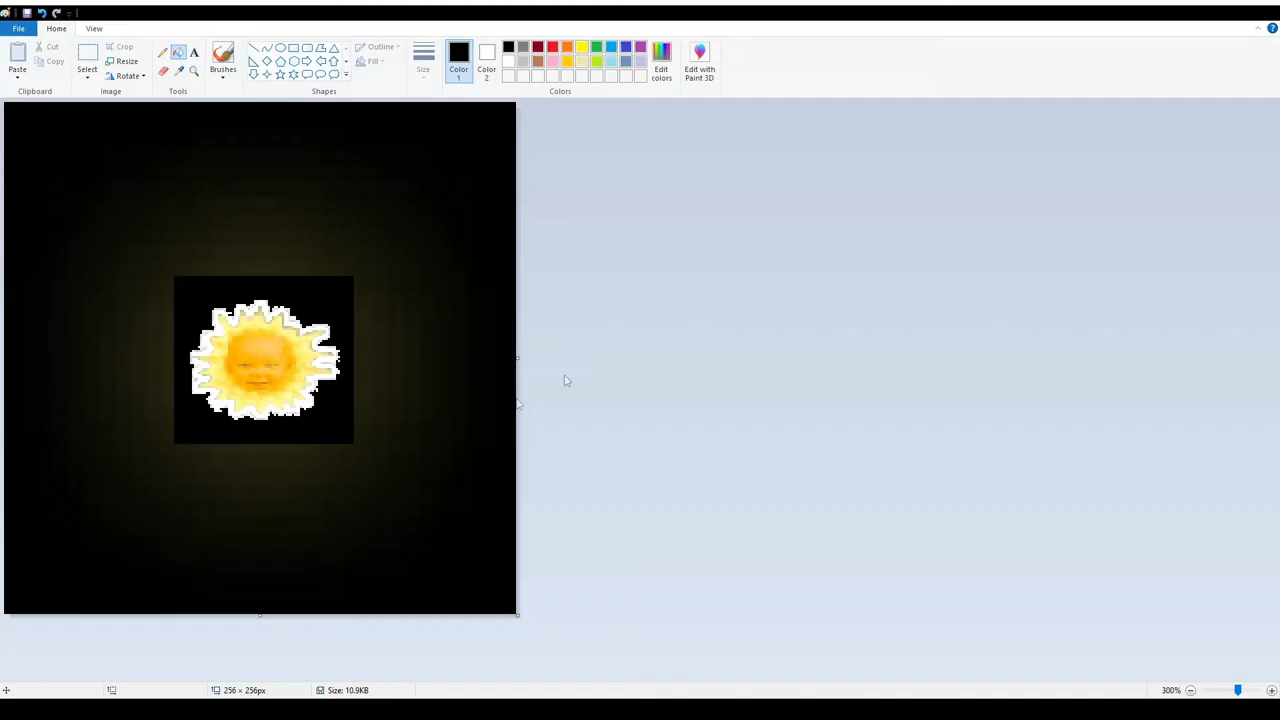 File Home View
Paste
Cut
Copy
Clipboard
Select
Crop
Resize
Rotate
Image
A
Tools
Brushes
Outline
Fill
Shapes
Size
Color 1
Color 2
Edit colors
Colors
Edit with Paint 3D
256 × 256px Size: 10.9KB 300%